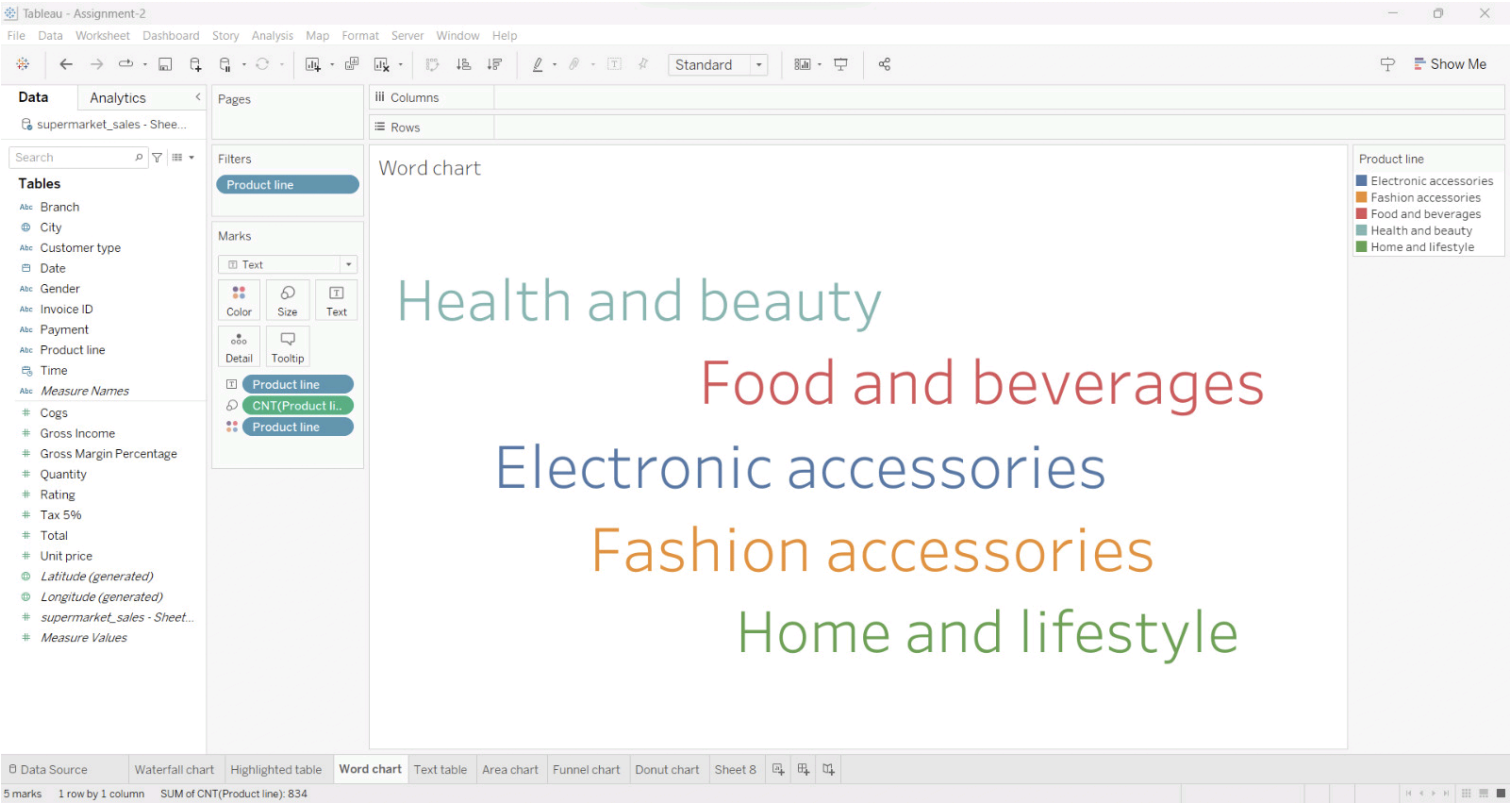 Tableau - Assignment-2
File Data Worksheet Dashboard Story Analysis Map Format Server Window Help
Standard
Show Me
Data Analytics
supermarket_sales - Shee...
Search
Tables
Abc Branch
City
Abc Customer type
Date
Abc Gender
Abc Invoice ID
Abc Payment
Abc Product line
Time
Abc Measure Names
# Cogs
# Gross Income
# Gross Margin Percentage
# Quantity
# Rating
# Tax 5%
# Total
# Unit price
Latitude (generated)
Longitude (generated)
# supermarket_sales - Sheet...
# Measure Values
Pages
Filters
Product line
Marks
T Text
Color Size Text
Detail Tooltip
Product line
CNT(Product li..
Product line
Columns
Rows
Word chart
Health and beauty
Food and beverages
Electronic accessories
Fashion accessories
Home and lifestyle
Product line
Electronic accessories
Fashion accessories
Food and beverages
Health and beauty
Home and lifestyle
Data Source Waterfall chart Highlighted table Word chart Text table Area chart Funnel chart Donut chart Sheet 8
5 marks 1 row by 1 column SUM of CNT(Product line): 834